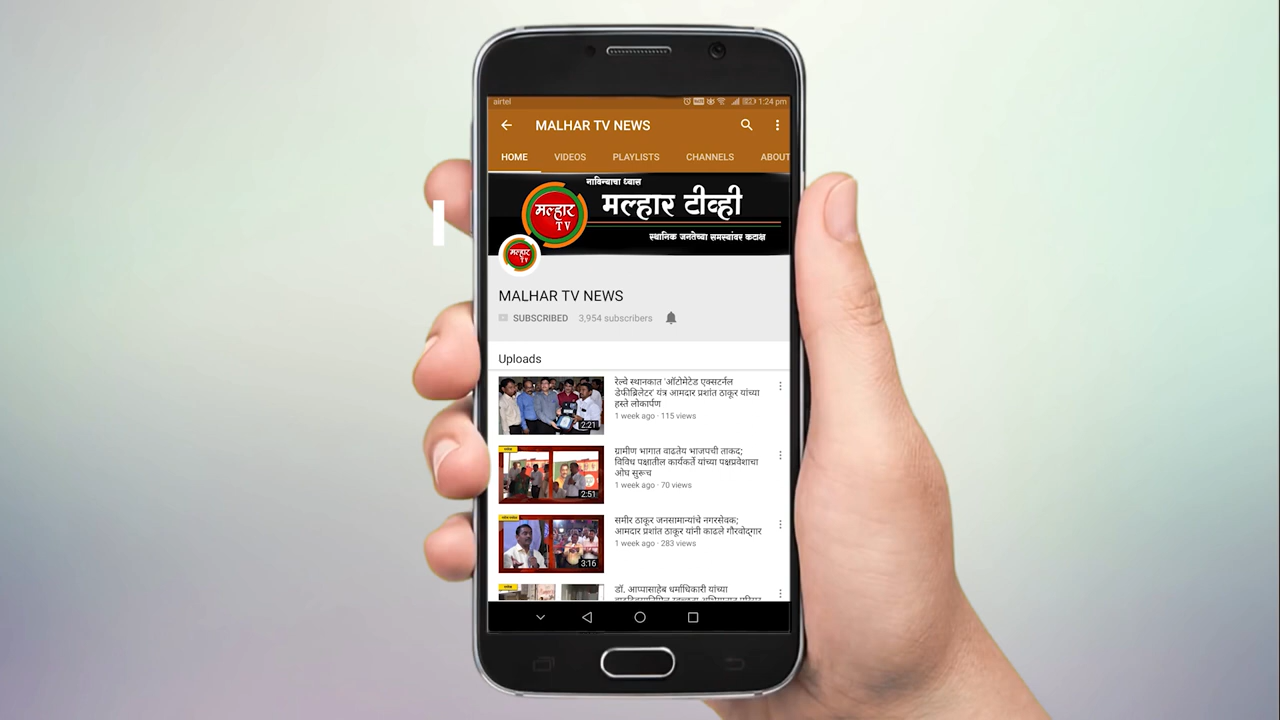 airtel
1:24 pm
MALHAR TV NEWS
HOME VIDEOS PLAYLISTS CHANNELS ABOUT
नाविन्याचा ध्यास
मल्हार टीव्ही
मल्हार
TV
स्थानिक जनतेच्या समस्यांवर कटाक्ष
मल्हार
TV
MALHAR TV NEWS
SUBSCRIBED 3,954 subscribers
Uploads
रेल्वे स्थानकात 'ऑटोमेटेड एक्सटर्नल
डेफीब्रिलेटर' यंत्र आमदार प्रशांत ठाकूर यांच्या
हस्ते लोकार्पण
1 week ago · 115 views
2:21
ग्रामीण भागात वाढतेय भाजपची ताकद;
विविध पक्षातील कार्यकर्ते यांच्या पक्षप्रवेशाचा
ओघ सुरूच
1 week ago · 70 views
2:51
समीर ठाकूर जनसामान्यांचे नगरसेवक;
आमदार प्रशांत ठाकूर यांनी काढले गौरवोद्गार
1 week ago · 283 views
3:16
डॉ. आप्पासाहेब धर्माधिकारी यांच्या